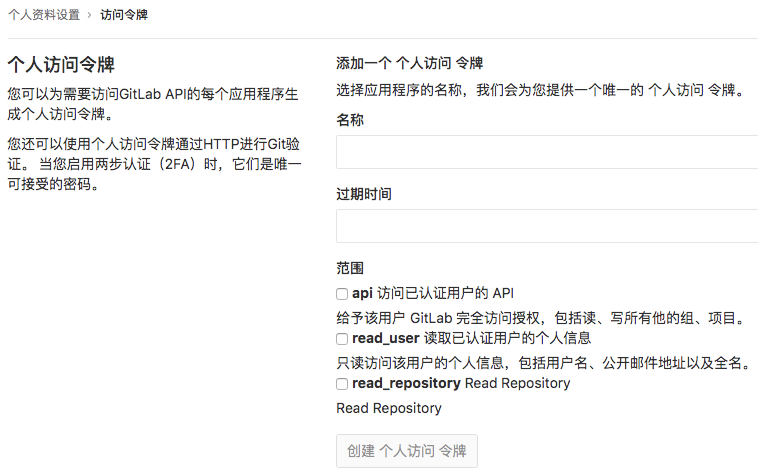 个人资料设置 › 访问令牌
个人访问令牌
您可以为需要访问GitLab API的每个应用程序生
成个人访问令牌。
您还可以使用个人访问令牌通过HTTP进行Git验
证。 当您启用两步认证（2FA）时，它们是唯一
可接受的密码。
添加一个 个人访问 令牌
选择应用程序的名称，我们会为您提供一个唯一的 个人访问 令牌。
名称
过期时间
范围
api 访问已认证用户的 API
给予该用户 GitLab 完全访问授权，包括读、写所有他的组、项目。
read_user 读取已认证用户的个人信息
只读访问该用户的个人信息，包括用户名、公开邮件地址以及全名。
read_repository Read Repository
Read Repository
创建 个人访问 令牌